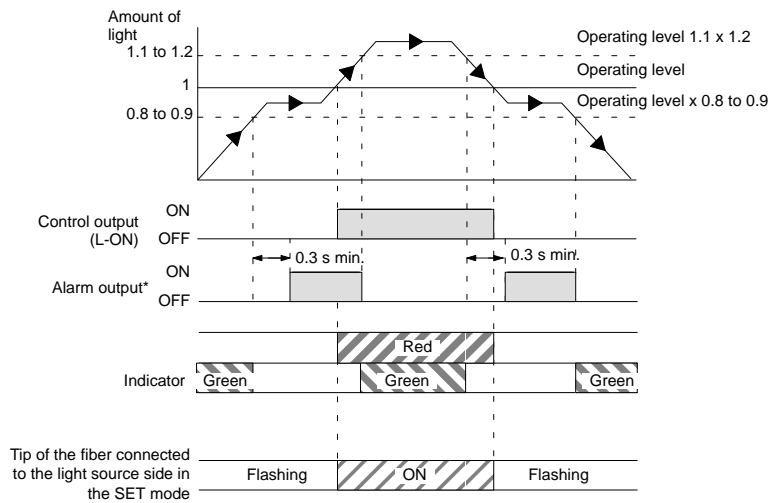 Amount of
light
1.1 to 1.2
1
0.8 to 0.9
Operating level 1.1 x 1.2
Operating level
Operating level x 0.8 to 0.9
Control output
(L-ON)
ON
OFF
0.3 s min.
0.3 s min.
Alarm output*
ON
OFF
Indicator
Red
Green
Green
Green
Tip of the fiber connected
to the light source side in
the SET mode
Flashing
ON
Flashing